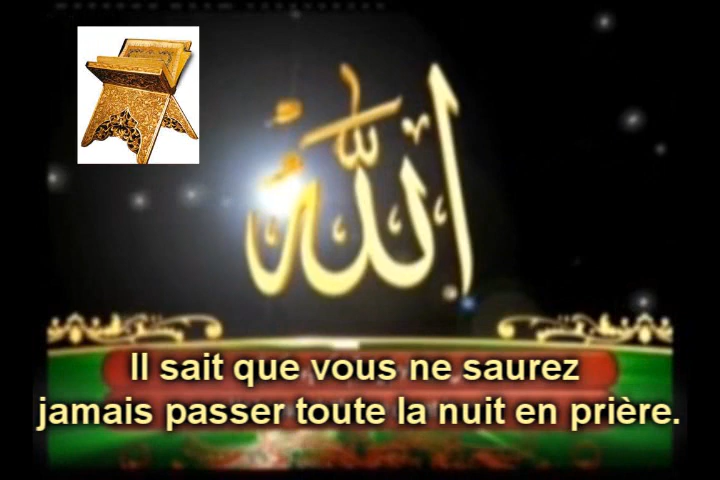 الله
Il sait que vous ne saurez
jamais passer toute la nuit en prière.